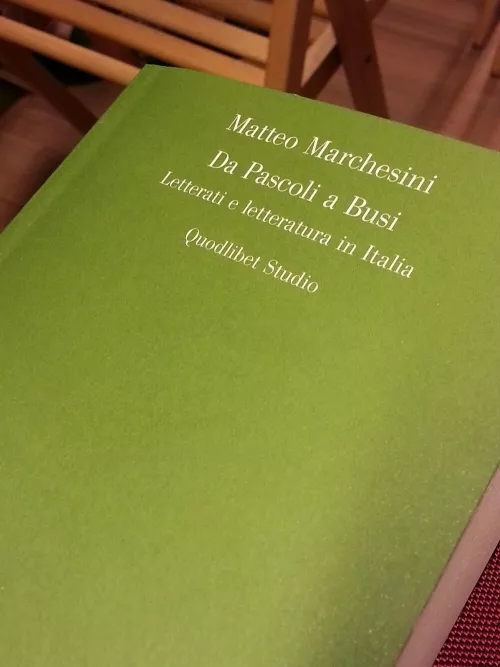 Matteo Marchesini
Da Pascoli a Busi
Letterati e letteratura in Italia
Quodlibet Studio